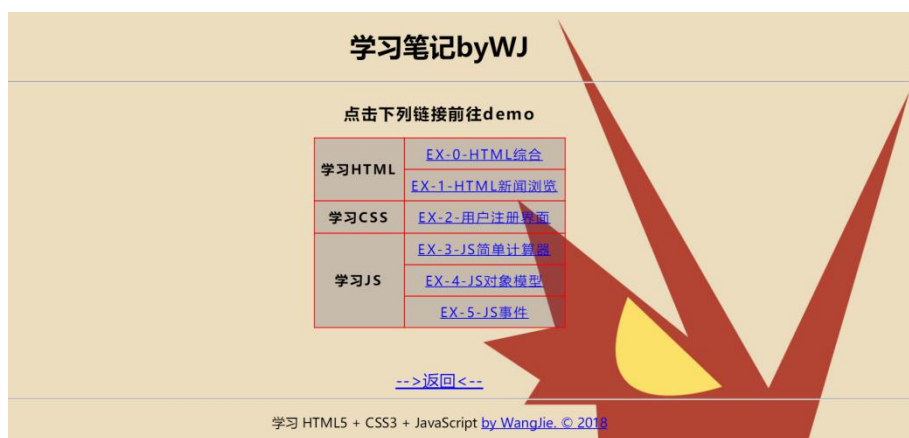 学习笔记byWJ
点击下列链接前往demo
学习HTML
EX-0-HTML综合
EX-1-HTML新闻浏览
学习CSS
EX-2-用户注册界面
学习JS
EX-3-JS简单计算器
EX-4-JS对象模型
EX-5-JS事件
-->返回<--
学习 HTML5 + CSS3 + JavaScript by WangJie. © 2018